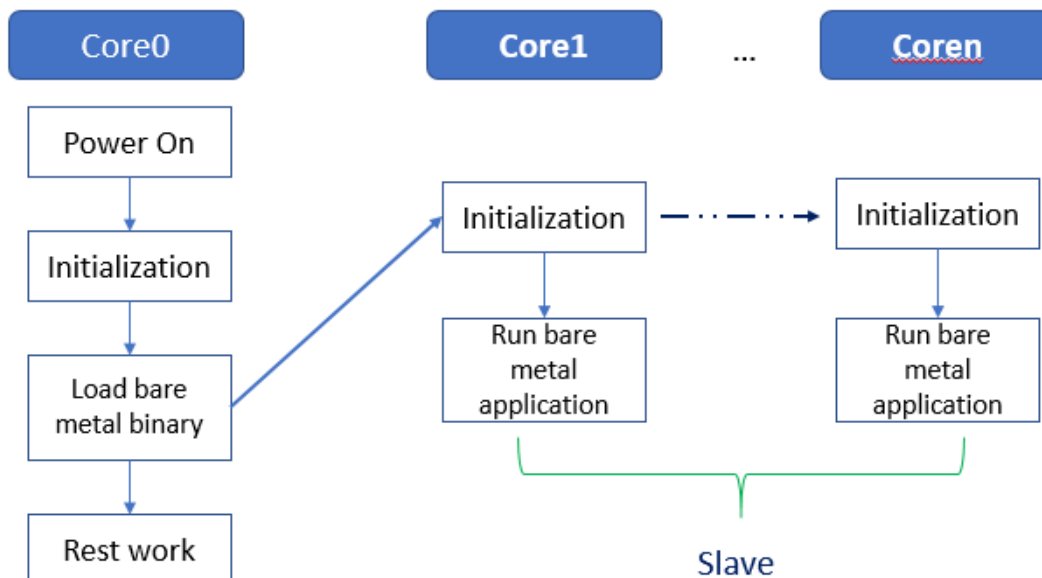 Core0
Core1
...
Coren
Power On
Initialization
Load bare
metal binary
Rest work
Initialization
Run bare
metal
application
Initialization
Run bare
metal
application
Slave